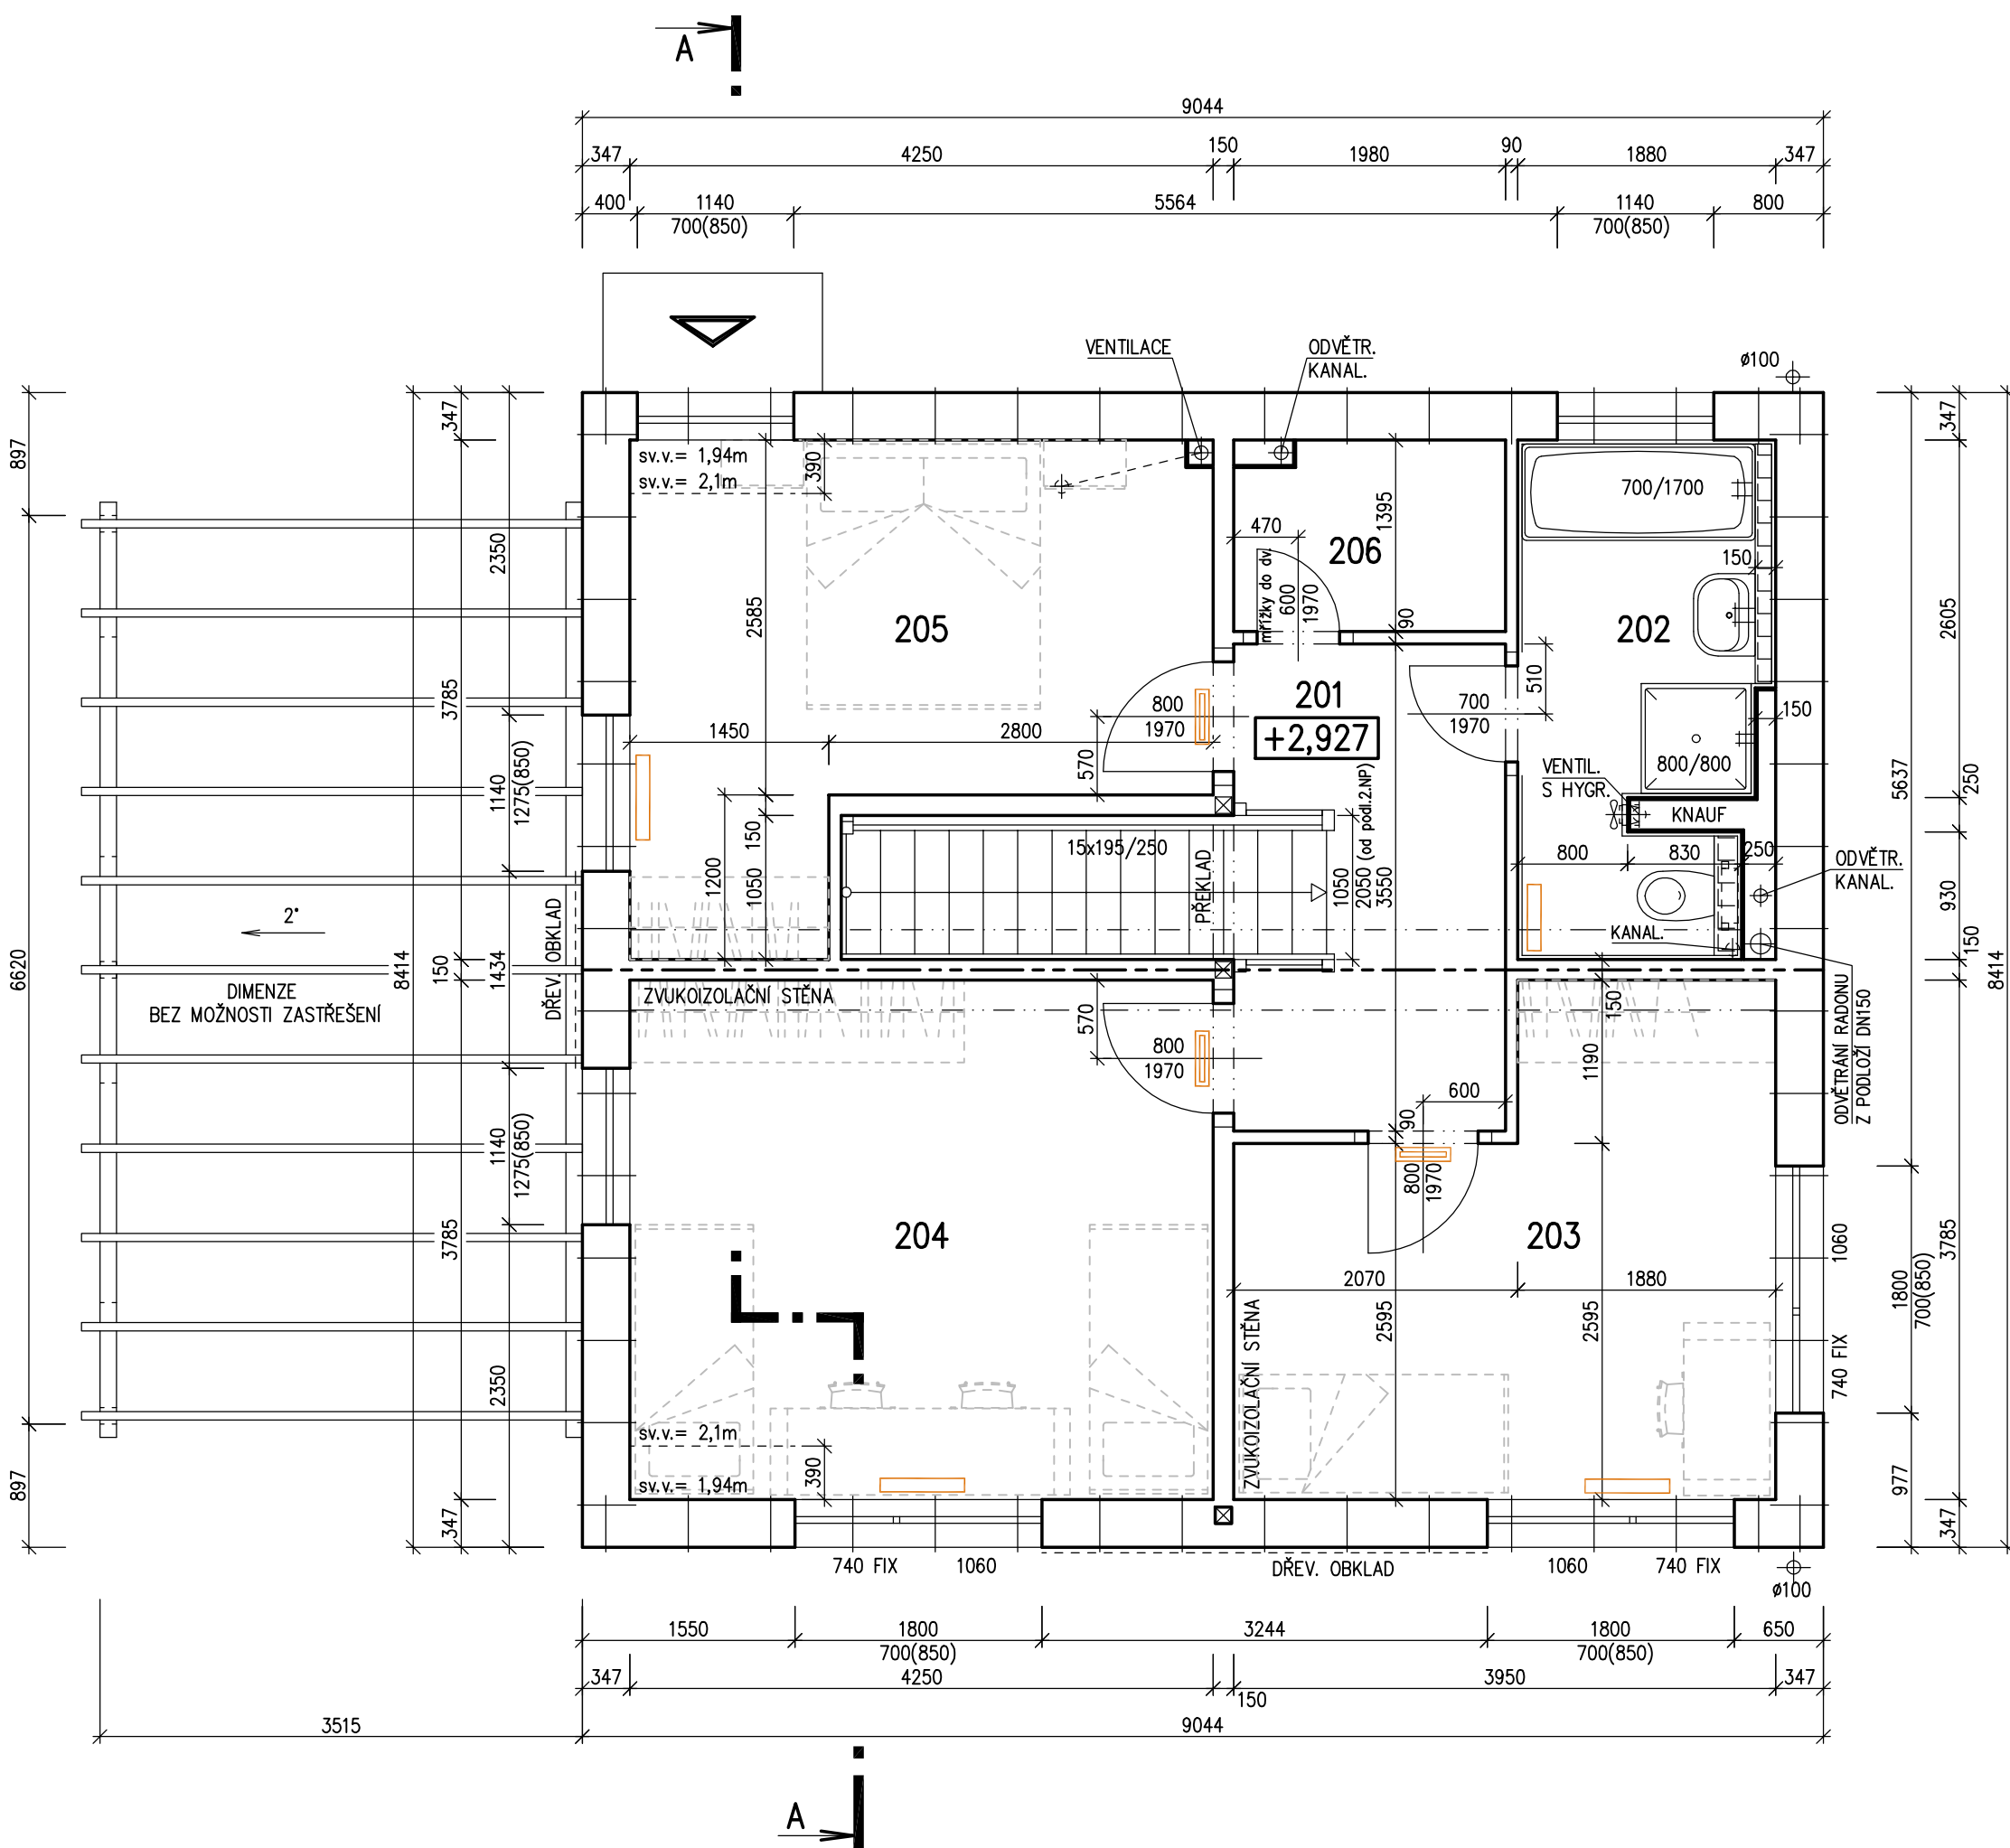 A
9044
347 4250 150 1980 90 1880 347
400 1140 5564 1140 800
700(850) 700(850)
VENTILACE
ODVĚTR.
KANAL.
ø100
897
6620
897
8414
347
3785
150
3785
347
2350
1140
1275(850)
1434
1140
1275(850)
2350
2°
DIMENZE
BEZ MOŽNOSTI ZASTŘEŠENÍ
DŘEV. OBKLAD
sv.v.= 1,94m
sv.v.= 2,1m
390
2585
205
1450
2800
800
1970
570
1200
150
1050
15x195/250
PŘEKLAD
1395
470
206
mřížky do dv.
600
1970
90
201
+2,927
700
1970
510
1050
2050 (od podl.2.NP)
3550
700/1700
150
202
150
800/800
VENTIL.
S HYGR.
KNAUF
800
830
250
KANAL.
ODVĚTR.
KANAL.
ODVĚTRÁNÍ RADONU
Z PODLOŽÍ DN150
ZVUKOIZOLAČNÍ STĚNA
570
800
1970
204
sv.v.= 2,1m
sv.v.= 1,94m
390
150
1190
600
90
800
1970
203
2070
1880
2595
2595
ZVUKOIZOLAČNÍ STĚNA
1060
740 FIX
5637
1800
700(850)
977
347
2605
250
930
150
3785
347
8414
740 FIX 1060
DŘEV. OBKLAD
1060 740 FIX
ø100
1550 1800 3244 1800 650
700(850) 700(850)
347 4250 150 3950 347
3515 9044
A